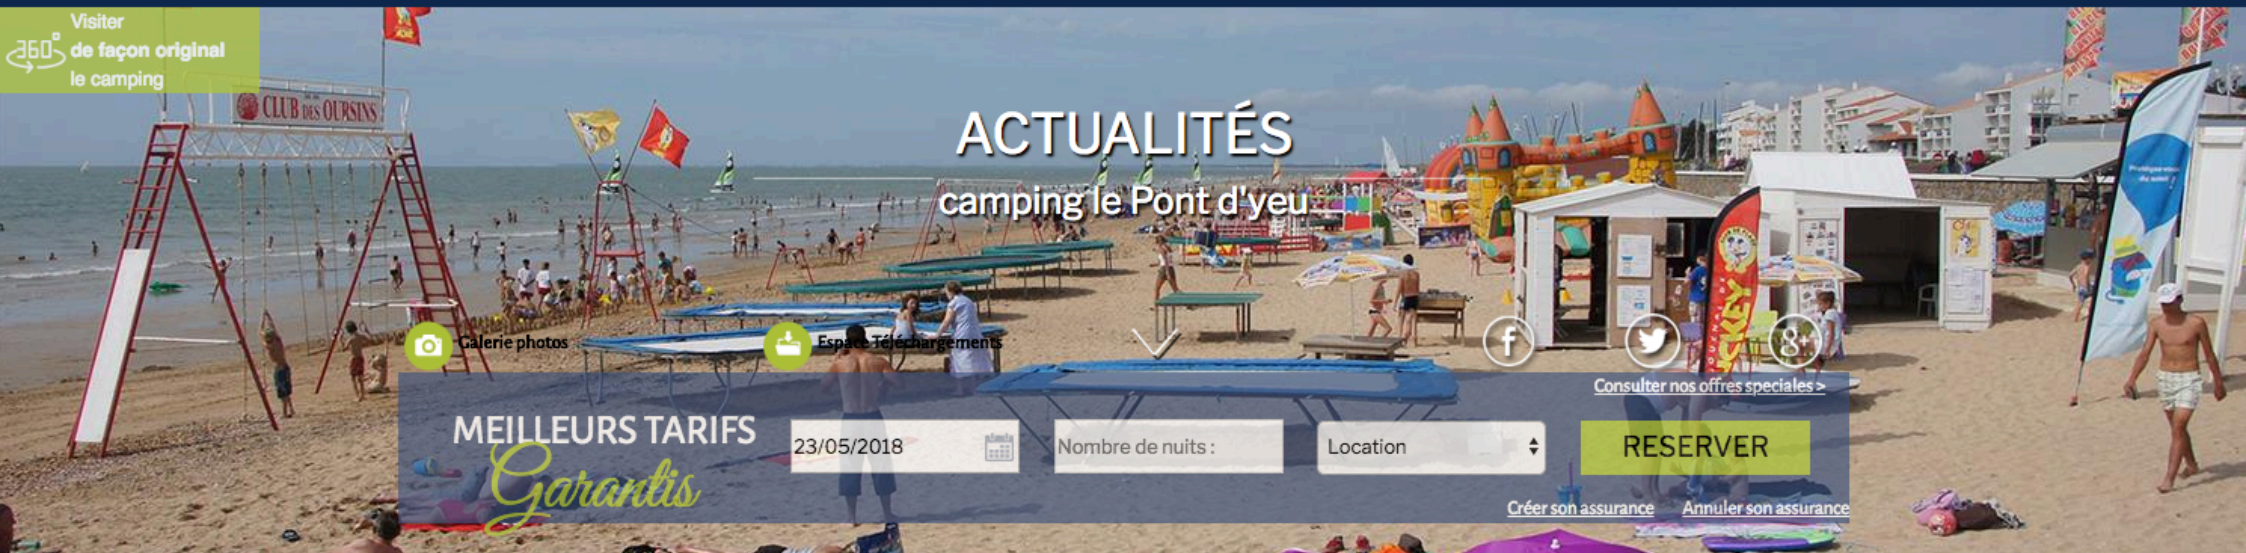 Visiter
360°
de façon original
le camping
CLUB DES OURSINS
ACTUALITÉS
camping le Pont d'yeu
Galerie photos
Espace Téléchargements
Consulter nos offres speciales >
MEILLEURS TARIFS
Garantis
23/05/2018
Nombre de nuits :
Location
RESERVER
Créer son assurance
Annuler son assurance